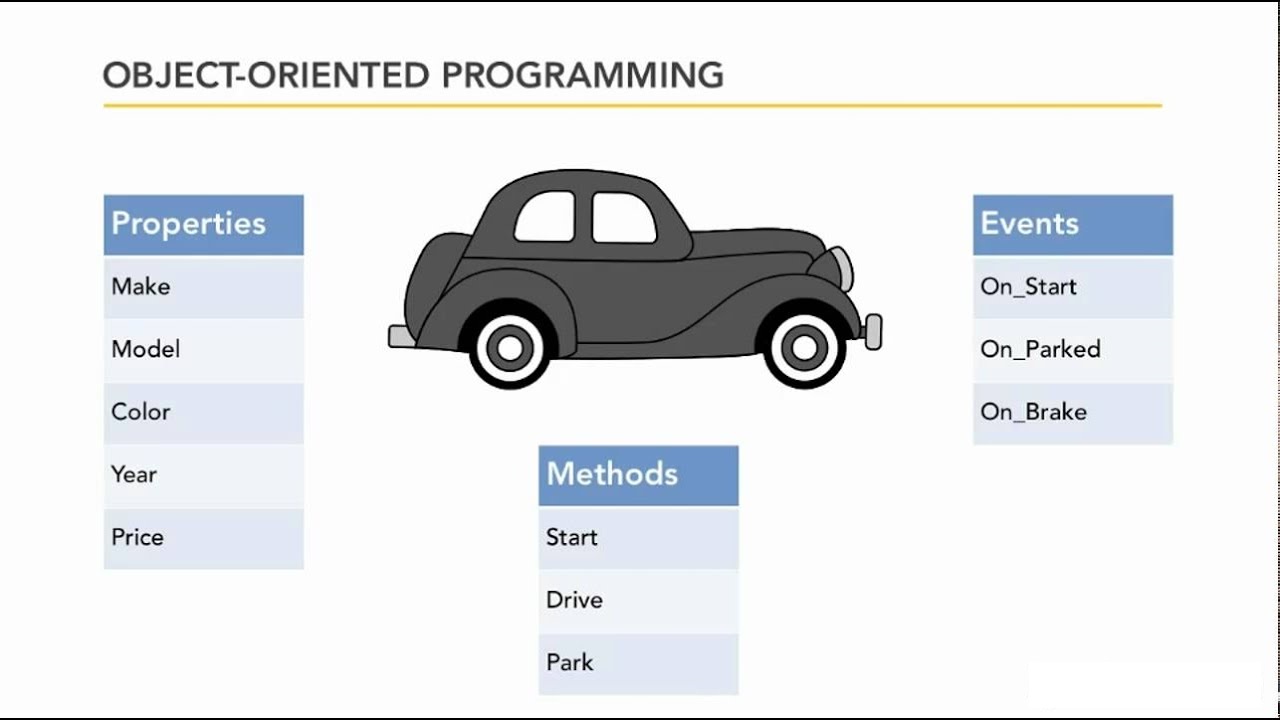 OBJECT-ORIENTED PROGRAMMING
Properties
Make
Model
Color
Year
Price
Methods
Start
Drive
Park
Events
On_Start
On_Parked
On_Brake